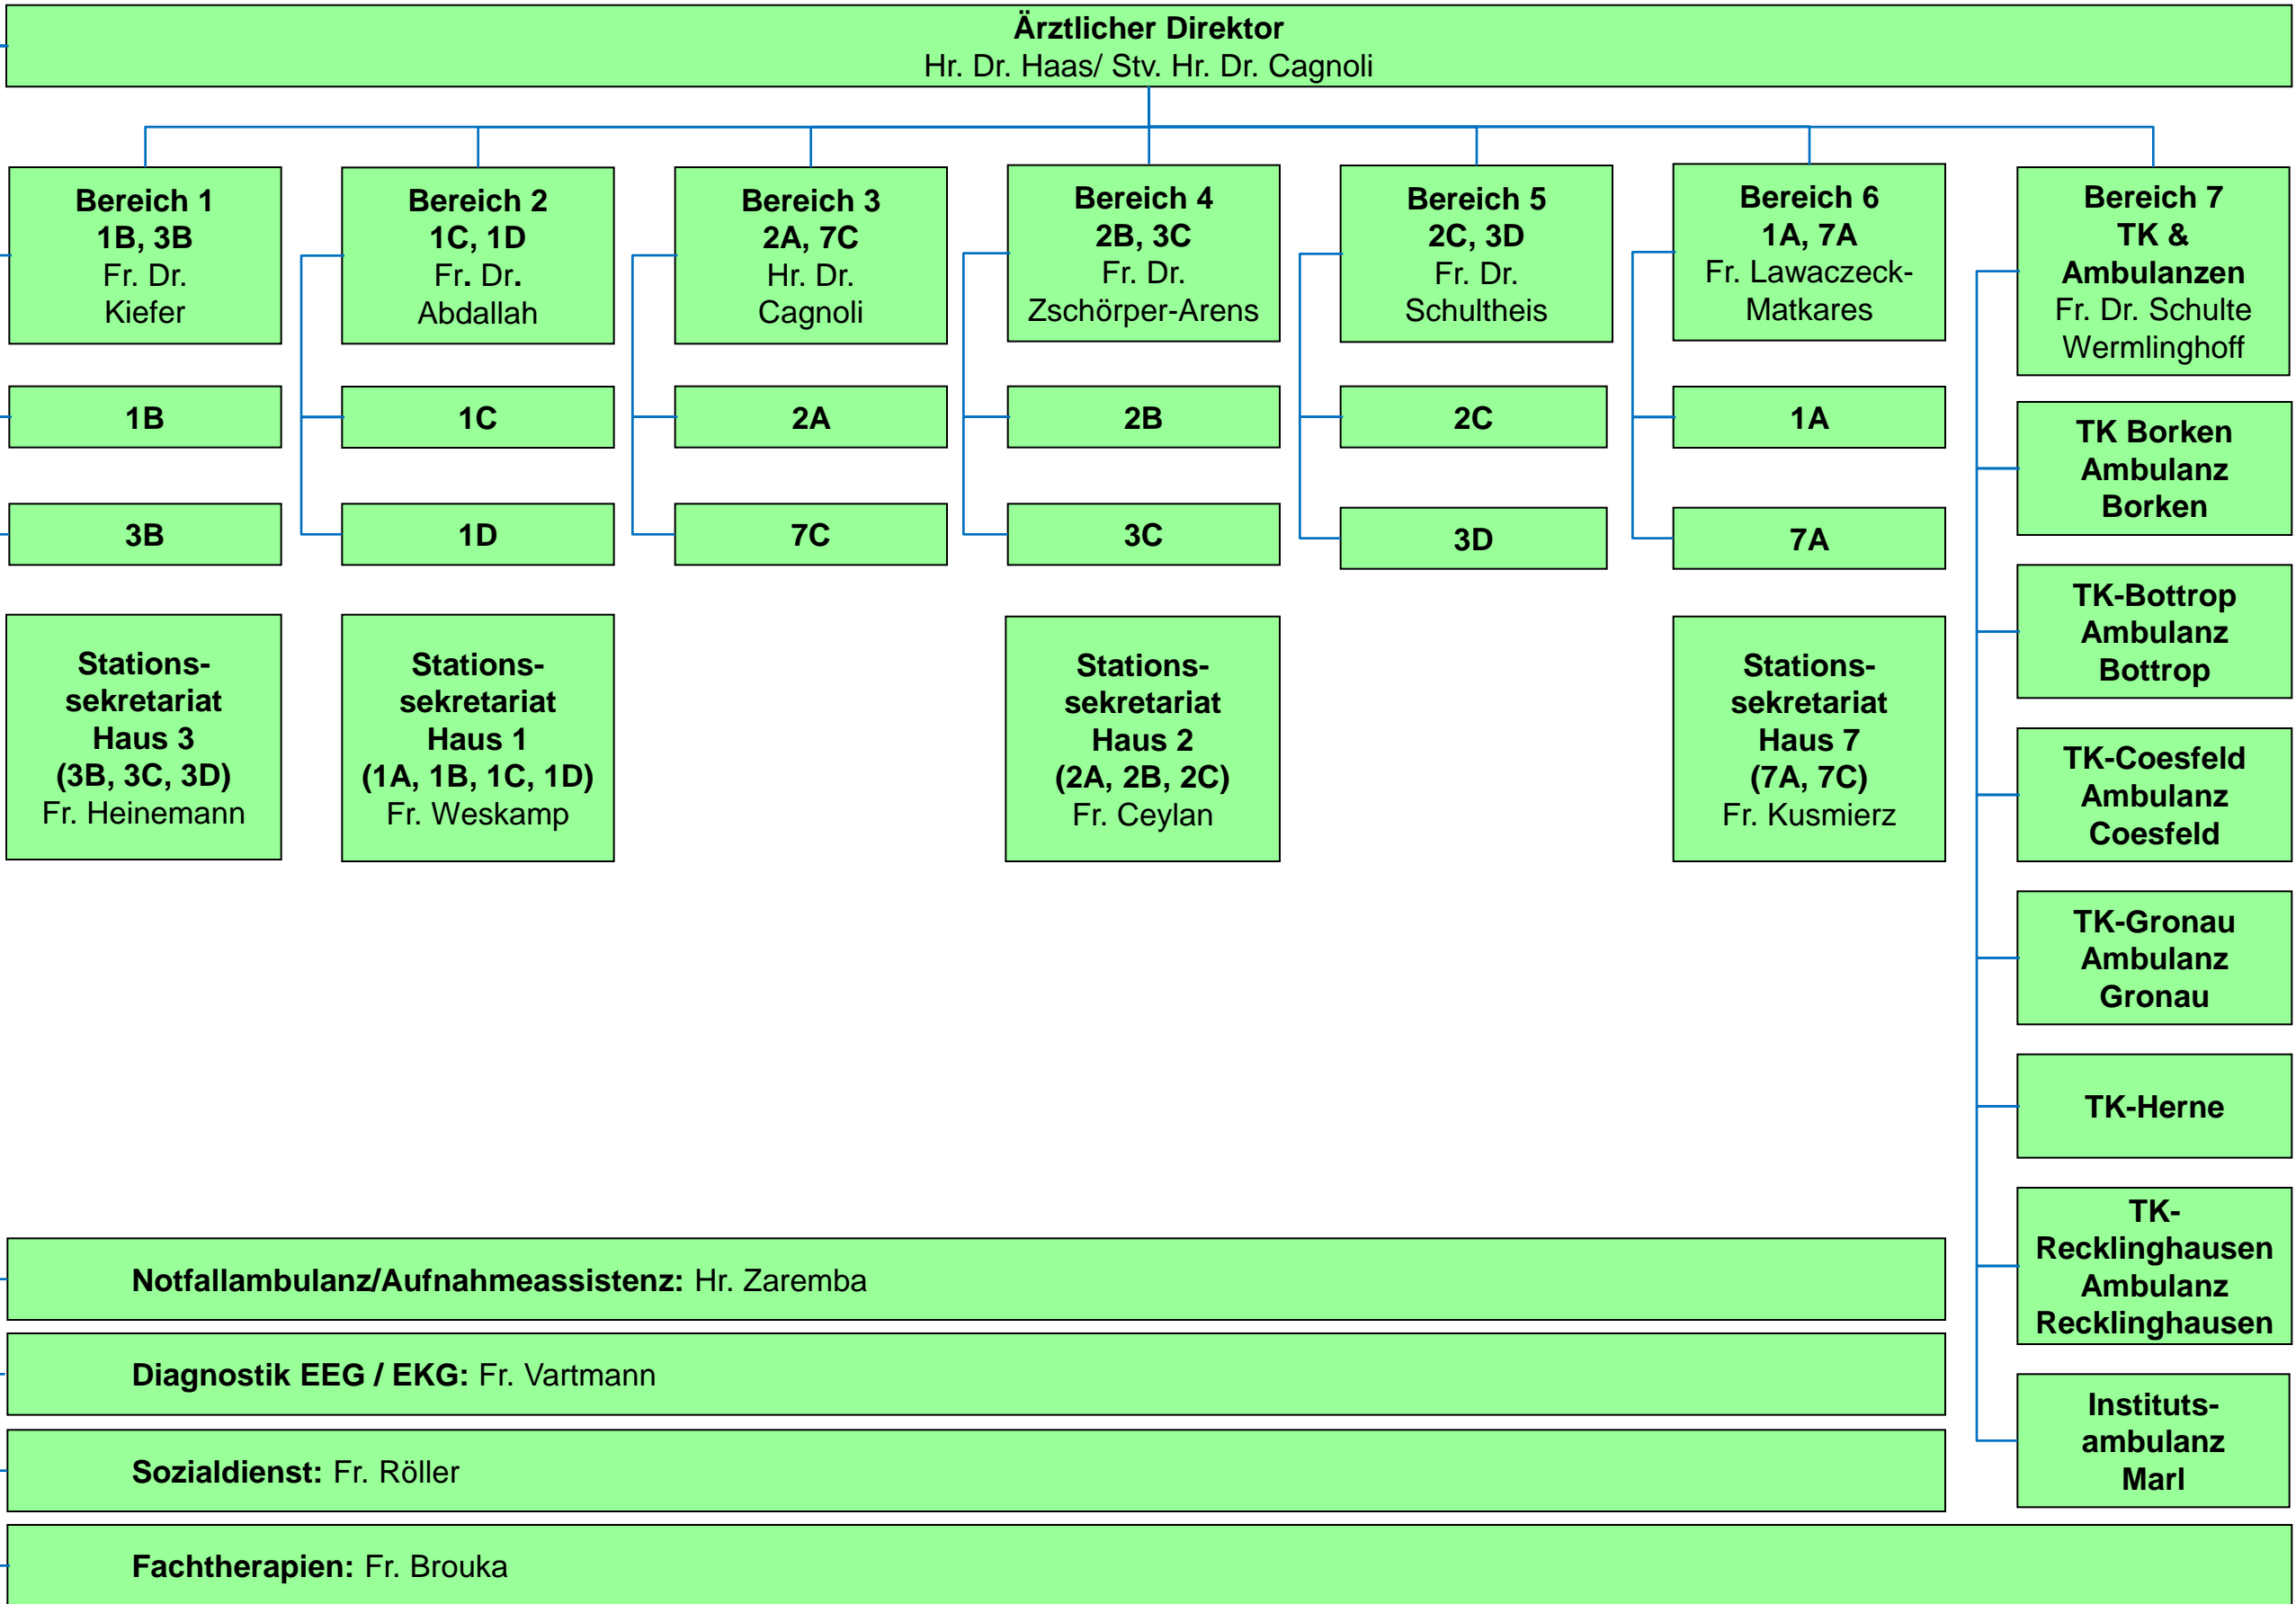 Ärztlicher Direktor
Hr. Dr. Haas/ Stv. Hr. Dr. Cagnoli
Bereich 1
1B, 3B
Fr. Dr.
Kiefer
Bereich 2
1C, 1D
Fr. Dr.
Abdallah
Bereich 3
2A, 7C
Hr. Dr.
Cagnoli
Bereich 4
2B, 3C
Fr. Dr.
Zschörper-Arens
Bereich 5
2C, 3D
Fr. Dr.
Schultheis
Bereich 6
1A, 7A
Fr. Lawaczeck-
Matkares
Bereich 7
TK &
Ambulanzen
Fr. Dr. Schulte
Wermlinghoff
1B
1C
2A
2B
2C
1A
3B
1D
7C
3C
3D
7A
Stations-
sekretariat
Haus 3
(3B, 3C, 3D)
Fr. Heinemann
Stations-
sekretariat
Haus 1
(1A, 1B, 1C, 1D)
Fr. Weskamp
Stations-
sekretariat
Haus 2
(2A, 2B, 2C)
Fr. Ceylan
Stations-
sekretariat
Haus 7
(7A, 7C)
Fr. Kusmierz
TK Borken
Ambulanz
Borken
TK-Bottrop
Ambulanz
Bottrop
TK-Coesfeld
Ambulanz
Coesfeld
TK-Gronau
Ambulanz
Gronau
TK-Herne
TK-
Recklinghausen
Ambulanz
Recklinghausen
Instituts-
ambulanz
Marl
Notfallambulanz/Aufnahmeassistenz: Hr. Zaremba
Diagnostik EEG / EKG: Fr. Vartmann
Sozialdienst: Fr. Röller
Fachtherapien: Fr. Brouka